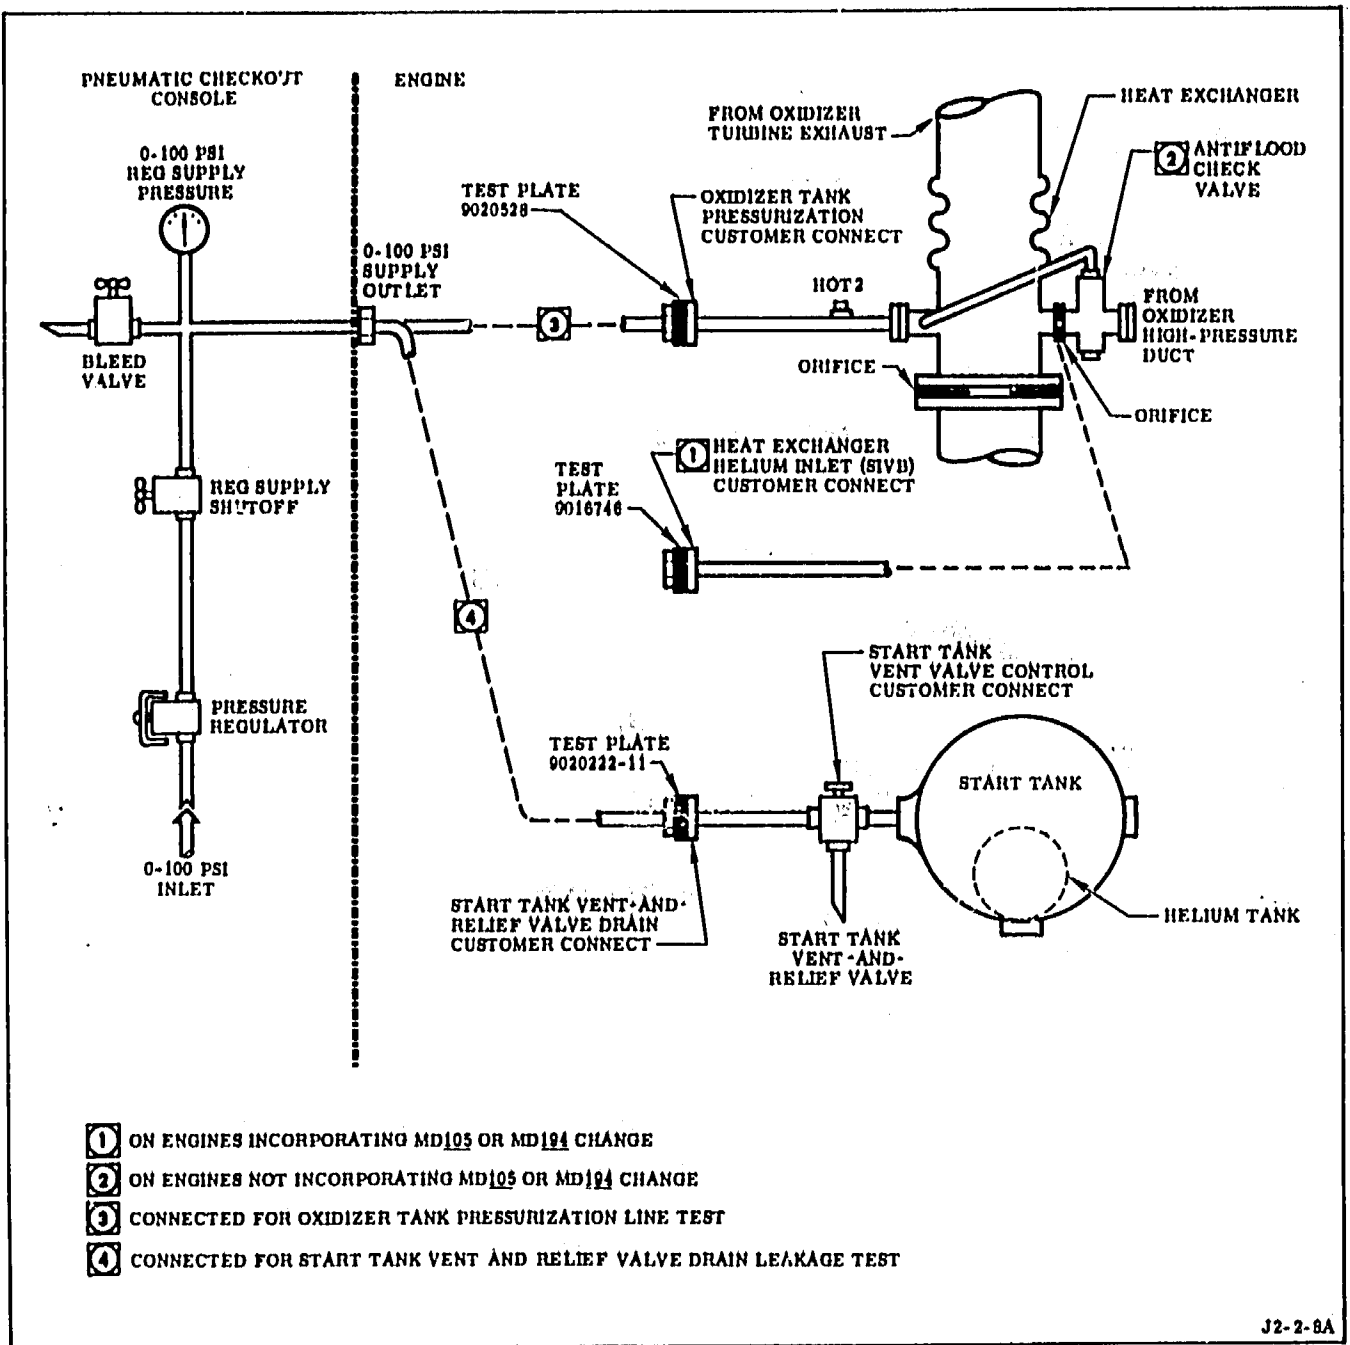 PNEUMATIC CHECKOUT
CONSOLE
ENGINE
0-100 PSI
REG SUPPLY
PRESSURE
BLEED
VALVE
REG SUPPLY
SHUTOFF
PRESSURE
REGULATOR
0-100 PSI
INLET
0-100 PSI
SUPPLY
OUTLET
TEST PLATE
9020528
OXIDIZER TANK
PRESSURIZATION
CUSTOMER CONNECT
FROM OXIDIZER
TURBINE EXHAUST
HEAT EXCHANGER
2 ANTIFLOOD
CHECK
VALVE
HOT2
FROM
OXIDIZER
HIGH-PRESSURE
DUCT
ORIFICE
ORIFICE
3
1 HEAT EXCHANGER
HELIUM INLET (SIVB)
CUSTOMER CONNECT
TEST
PLATE
9016746
4
START TANK
VENT VALVE CONTROL
CUSTOMER CONNECT
TEST PLATE
9020222-11
START TANK
HELIUM TANK
START TANK VENT-AND-
RELIEF VALVE DRAIN
CUSTOMER CONNECT
START TANK
VENT-AND-
RELIEF VALVE
1 ON ENGINES INCORPORATING MD105 OR MD194 CHANGE
2 ON ENGINES NOT INCORPORATING MD105 OR MD194 CHANGE
3 CONNECTED FOR OXIDIZER TANK PRESSURIZATION LINE TEST
4 CONNECTED FOR START TANK VENT AND RELIEF VALVE DRAIN LEAKAGE TEST
J2-2-8A